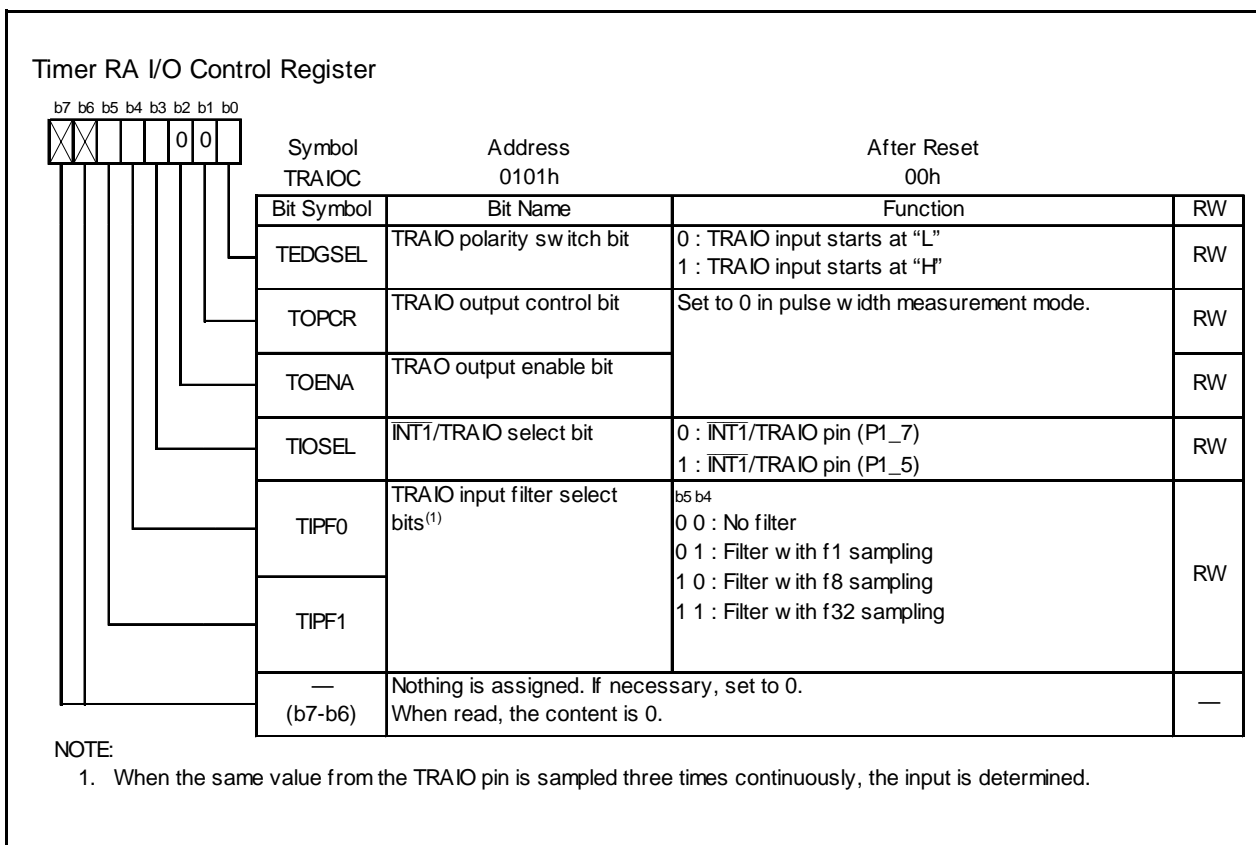 Timer RA I/O Control Register
b7 b6 b5 b4 b3 b2 b1 b0
0 0
Symbol Address After Reset
TRAIOC 0101h 00h
Bit Symbol Bit Name Function RW
TEDGSEL TRAIO polarity switch bit 0 : TRAIO input starts at “L” RW
1 : TRAIO input starts at “H”
TOPCR TRAIO output control bit Set to 0 in pulse width measurement mode. RW
TOENA TRAO output enable bit RW
TIOSEL INT1/TRAIO select bit 0 : INT1/TRAIO pin (P1_7) RW
1 : INT1/TRAIO pin (P1_5)
TIPF0 TRAIO input filter select b5 b4 RW
bits(1) 0 0 : No filter
0 1 : Filter with f1 sampling
1 0 : Filter with f8 sampling
TIPF1 1 1 : Filter with f32 sampling
— Nothing is assigned. If necessary, set to 0. —
(b7-b6) When read, the content is 0.
NOTE:
1. When the same value from the TRAIO pin is sampled three times continuously, the input is determined.